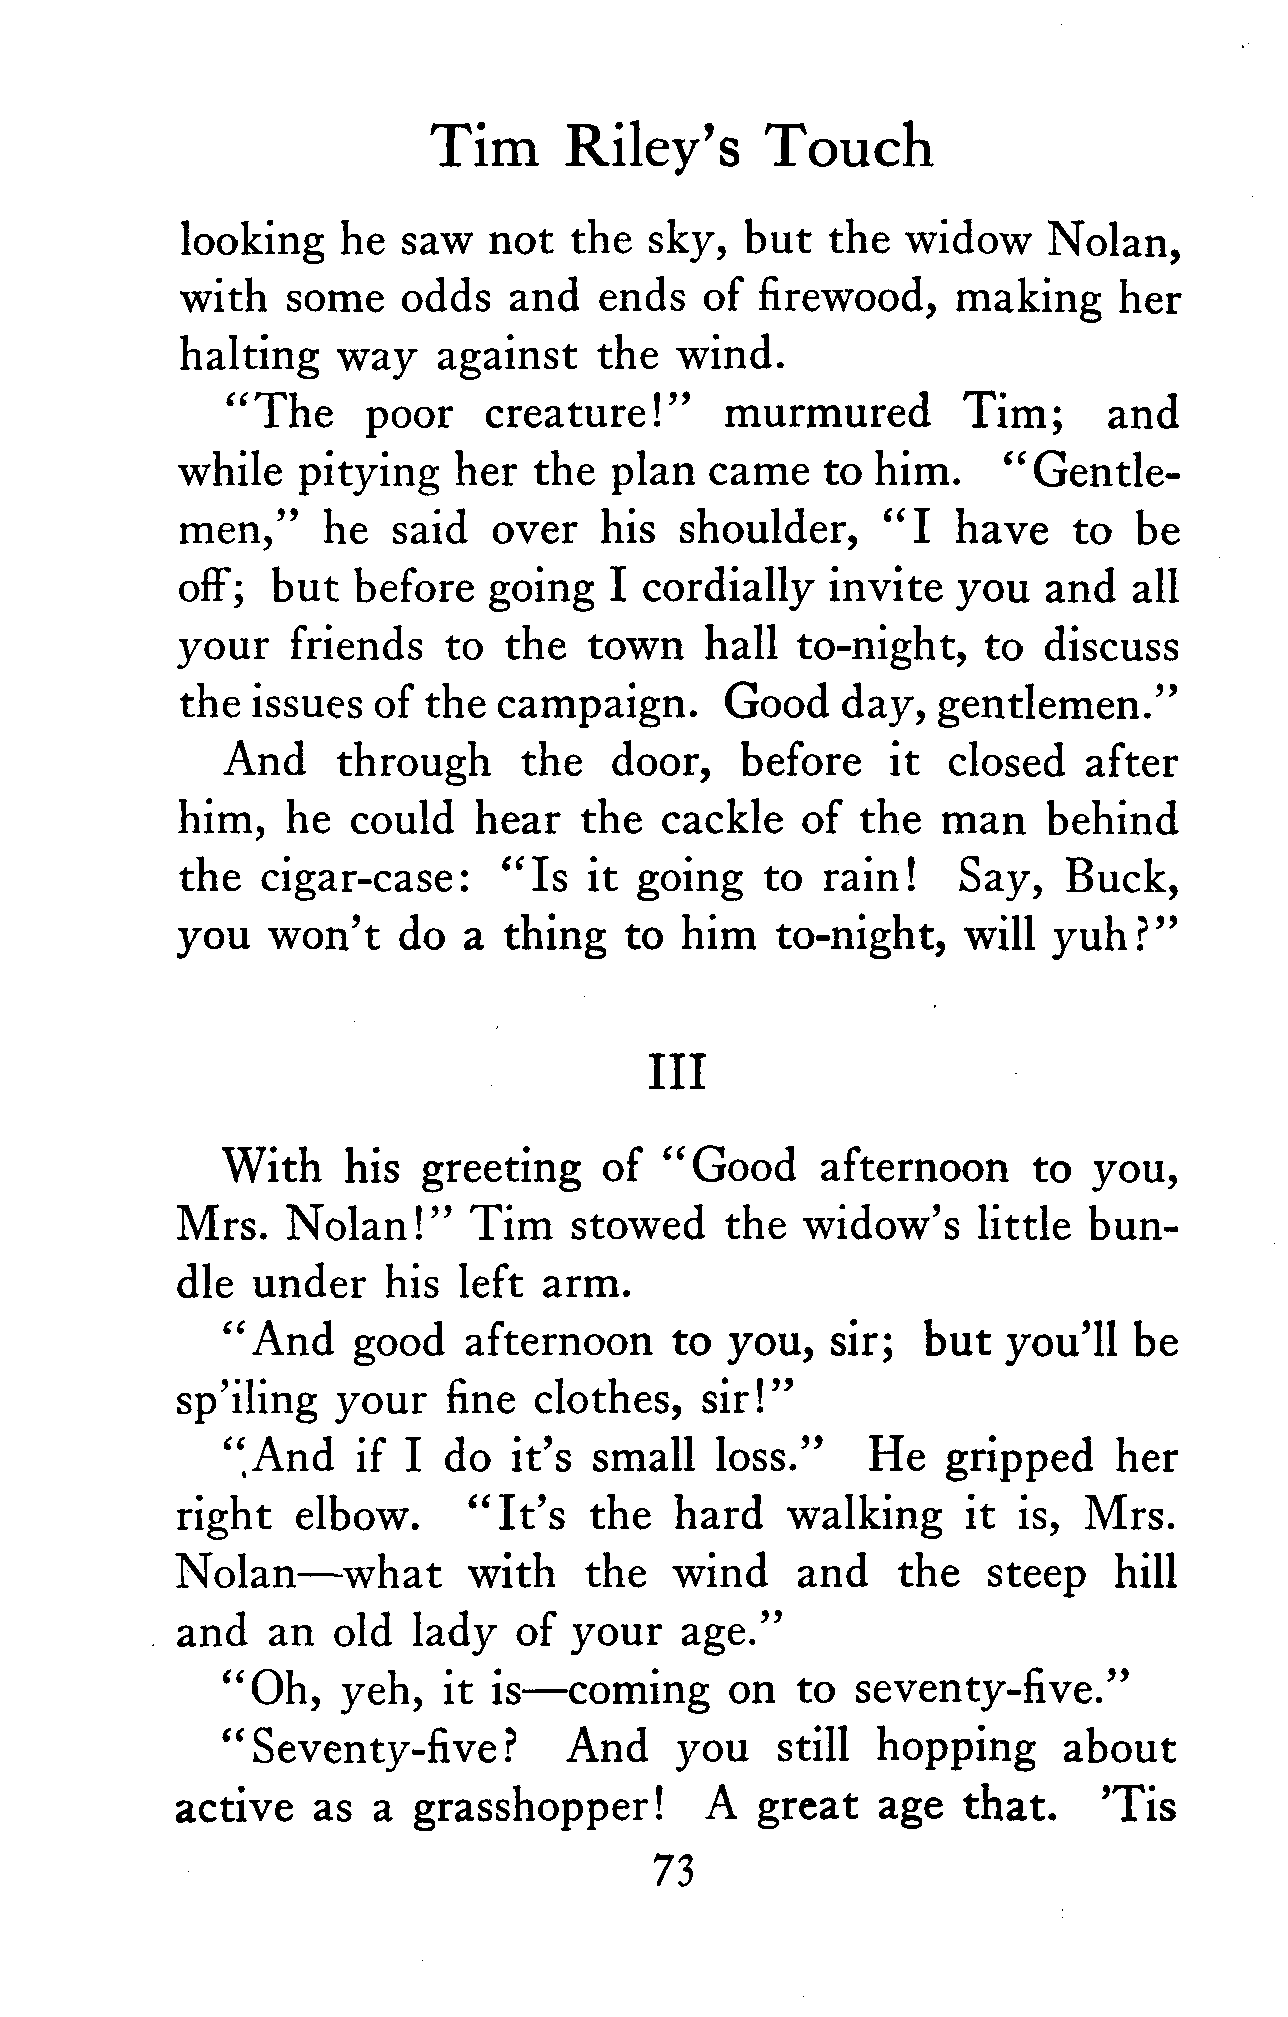 Tim Riley's Touch
looking he saw not the sky, but the widow Nolan,
with some odds and ends of firewood, making her
halting way against the wind.
"The poor creature!" murmured Tim; and
while pitying her the plan came to him. "Gentle-
men," he said over his shoulder, "I have to be
off; but before going I cordially invite you and all
your friends to the town hall to-night, to discuss
the issues of the campaign. Good day, gentlemen."
And through the door, before it closed after
him, he could hear the cackle of the man behind
the cigar-case: "Is it going to rain! Say, Buck,
you won't do a thing to him to-night, will yuh?"
III
With his greeting of "Good afternoon to you,
Mrs. Nolan!" Tim stowed the widow's little bun-
dle under his left arm.
"And good afternoon to you, sir; but you'll be
sp'iling your fine clothes, sir!"
"And if I do it's small loss." He gripped her
right elbow. "It's the hard walking it is, Mrs.
Nolan—what with the wind and the steep hill
and an old lady of your age."
"Oh, yeh, it is—coming on to seventy-five."
"Seventy-five? And you still hopping about
active as a grasshopper! A great age that. 'Tis
73